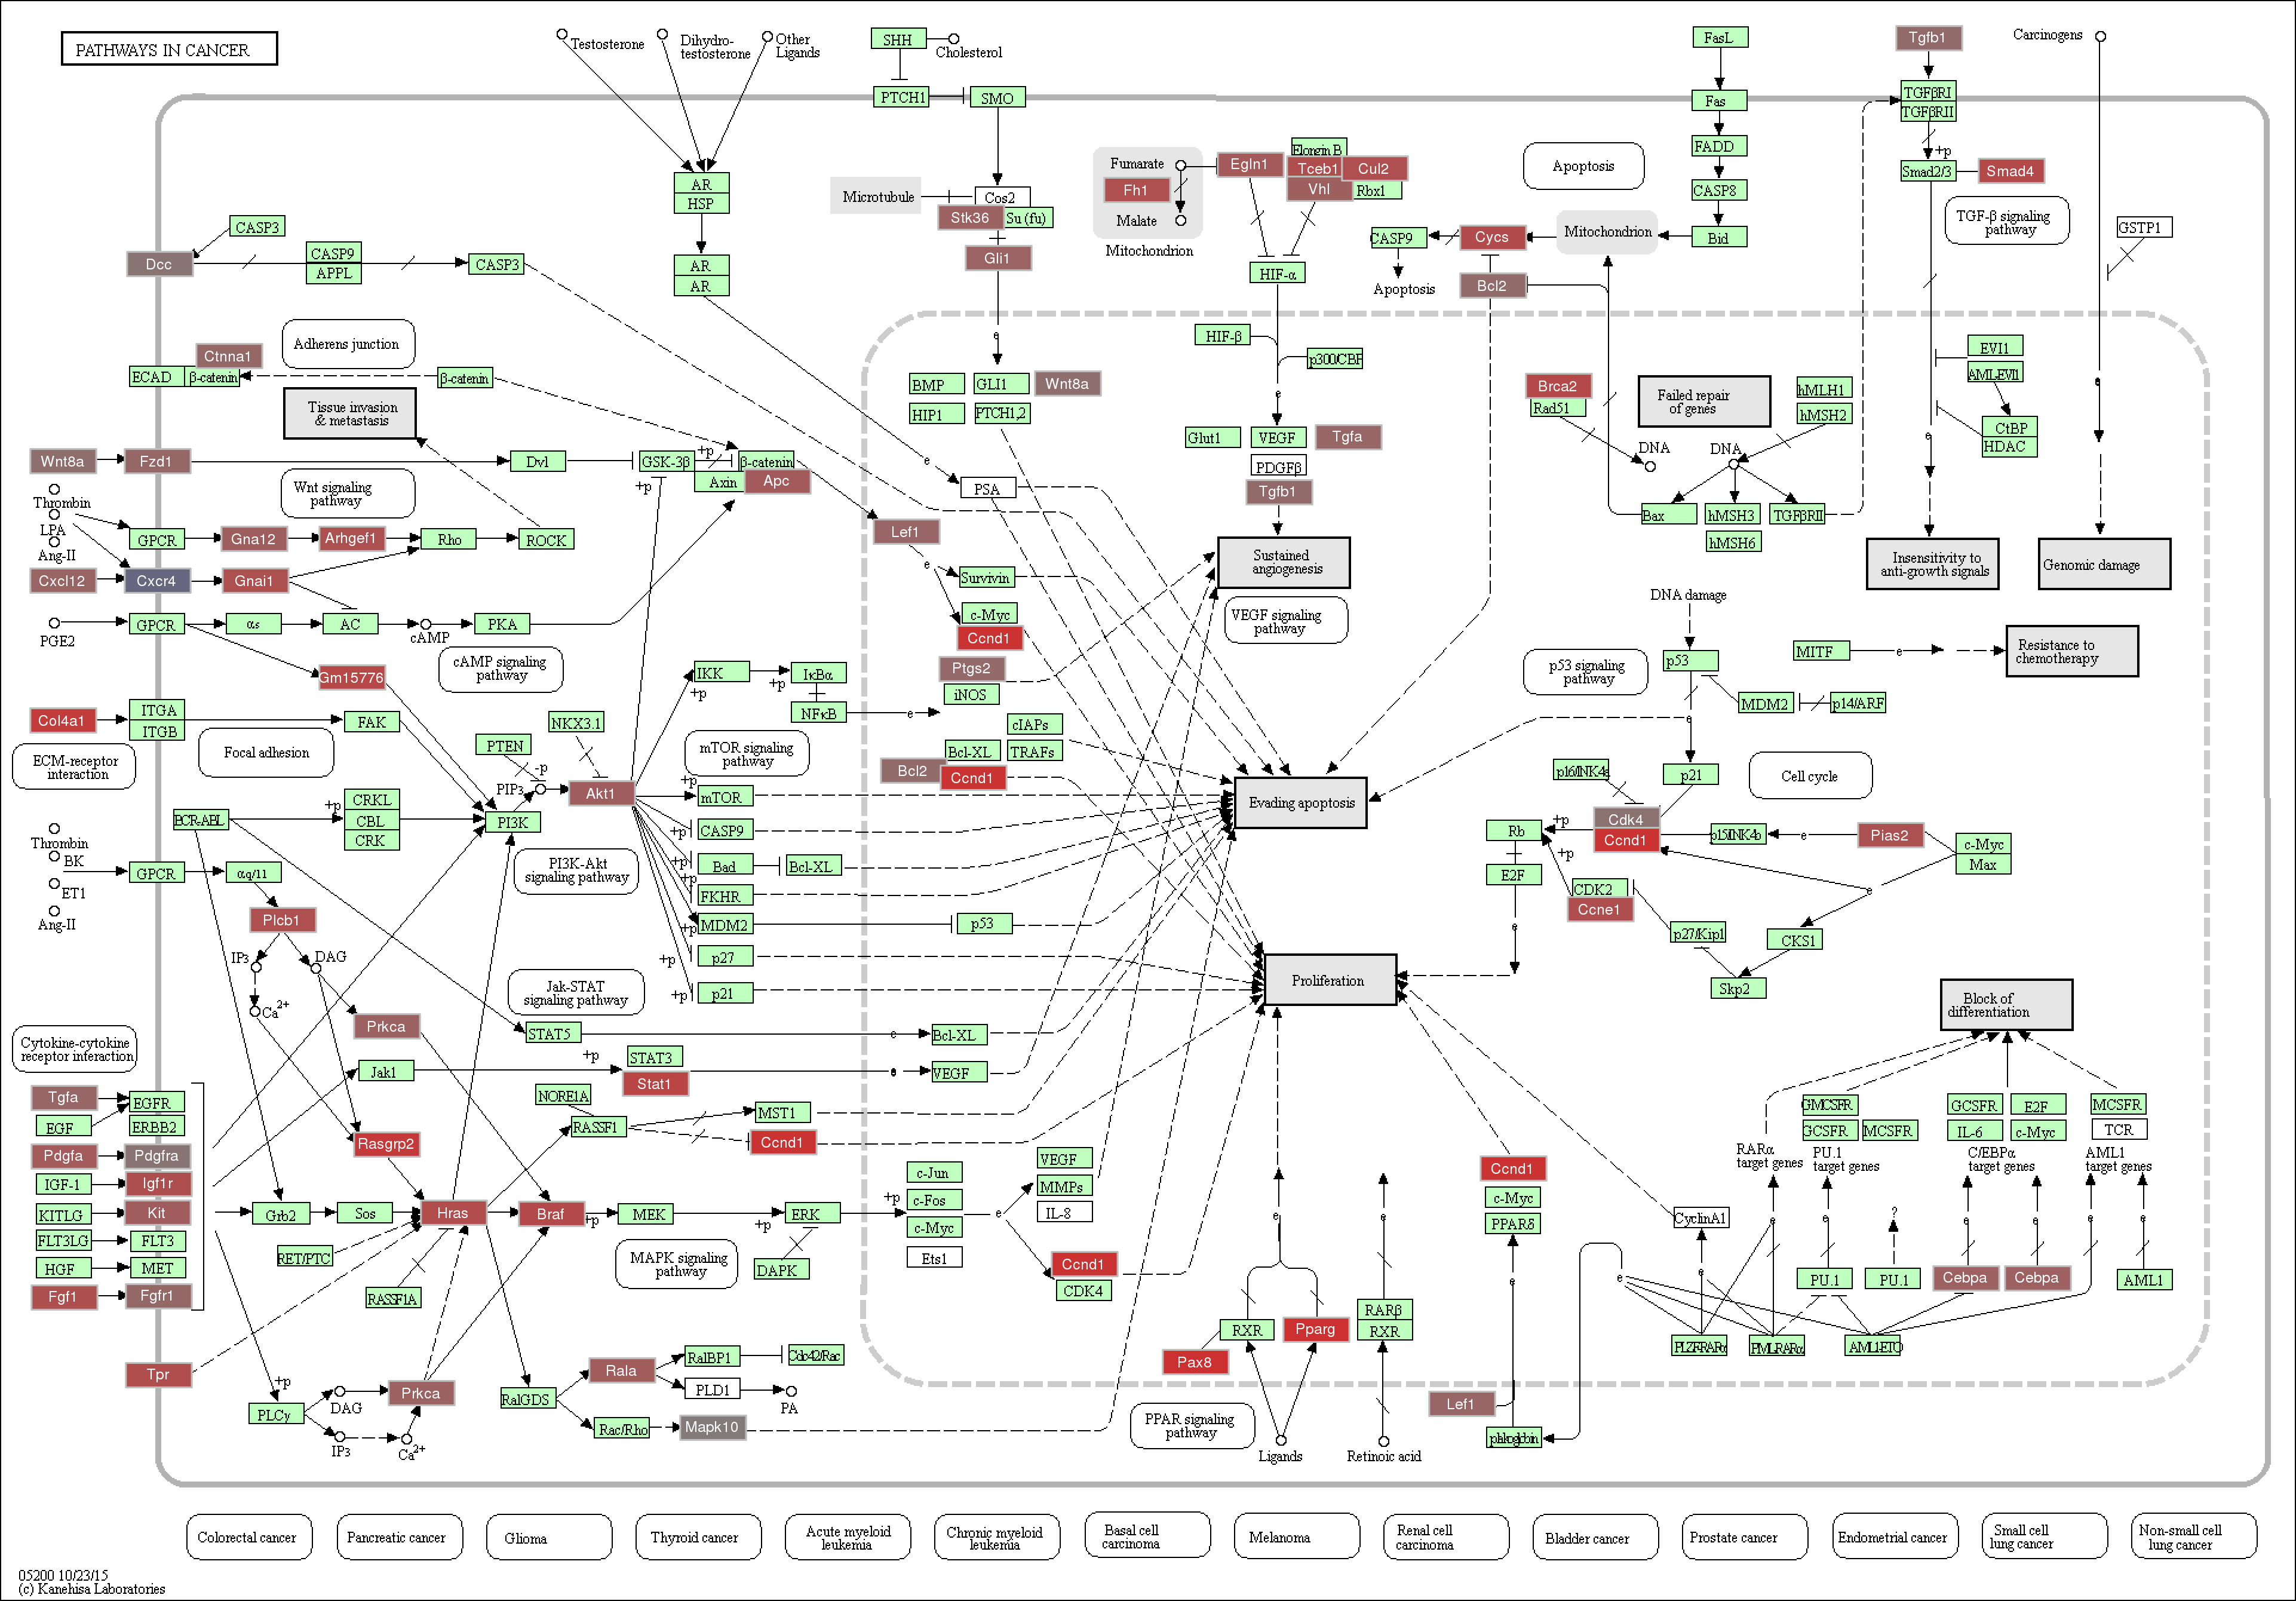 PATHWAYS IN CANCER
Testosterone
Dihydro-
testosterone
Other
Ligands
SHH
Cholesterol
PTCH1
SMO
FasL
Tgfb1
Carcinogens
Fas
TGFβRI
TGFβRII
FADD
+p
Smad2/3
Smad4
CASP8
Bid
AR
HSP
AR
AR
Microtubule
Cos2
Stk36
Su (fu)
Gli1
Fumarate
Fh1
Malate
Mitochondrion
Egln1
Elongin B
Tceb1
Cul2
Vhl
Rbx1
HIF-α
Apoptosis
CASP9
Cycs
Mitochondrion
Apoptosis
Bcl2
TGF-β signaling
pathway
GSTP1
CASP3
Dcc
CASP9
APPL
CASP3
Adherens junction
Ctnna1
ECAD
β-catenin
β-catenin
Tissue invasion
& metastasis
e
BMP
GLI1
Wnt8a
HIP1
PTCH1,2
HIF-β
p300/CBP
e
Glut1
VEGF
Tgfa
PDGFβ
Tgfb1
Brca2
Rad51
Failed repair
of genes
hMLH1
hMSH2
DNA
DNA
Bax
hMSH3
TGFβRII
hMSH6
EVI1
AML-EVI1
CtBP
HDAC
e
e
Wnt8a
Fzd1
Dvl
GSK-3β
+p
β-catenin
Axin
Apc
+p
e
PSA
Wnt signaling
pathway
Thrombin
LPA
Ang-II
GPCR
Gna12
Arhgef1
Rho
ROCK
Lef1
Cxcl12
Cxcr4
Gnai1
e
Survivin
c-Myc
Ccnd1
Sustained
angiogenesis
VEGF signaling
pathway
Insensitivity to
anti-growth signals
Genomic damage
PGE2
GPCR
αs
AC
cAMP
PKA
cAMP signaling
pathway
Gm15776
DNA damage
p53
p53 signaling
pathway
MITF
e
Resistance to
chemotherapy
MDM2
p14/ARF
e
Ptgs2
iNOS
IKK
+p
+p
IκBα
NFκB
e
Col4a1
ITGA
ITGB
FAK
ECM-receptor
interaction
Focal adhesion
NKX3.1
PTEN
-p
PIP3
Akt1
mTOR signaling
pathway
cIAPs
Bcl-XL
TRAFs
Bcl2
Ccnd1
Evading apoptosis
p16/INK4a
p21
Cell cycle
+p
mTOR
BCR-ABL
+p
CRKL
CBL
CRK
PI3K
PI3K-Akt
signaling pathway
+p
CASP9
+p
Bad
Bcl-XL
+p
FKHR
+p
MDM2
p53
+p
p27
+p
p21
Rb
+p
+p
Cdk4
Ccnd1
p15/INK4b
e
Pias2
c-Myc
Max
E2F
CDK2
Ccne1
e
e
p27/Kip1
CKS1
Skp2
Thrombin
BK
ET1
Ang-II
GPCR
αq/11
Plcb1
IP3
DAG
Ca2+
Prkca
Jak-STAT
signaling pathway
Proliferation
Block of
differentiation
Cytokine-cytokine
receptor interaction
STAT5
e
Bcl-XL
Jak1
+p
STAT3
Stat1
e
VEGF
NORE1A
RASSF1
MST1
Ccnd1
Tgfa
EGFR
EGF
ERBB2
Pdgfa
Pdgfra
IGF-1
Igf1r
KITLG
Kit
FLT3LG
FLT3
HGF
MET
Fgf1
Fgfr1
Rasgrp2
Grb2
Sos
Hras
Braf
+p
MEK
+p
ERK
+p
RET/PTC
RASSF1A
MAPK signaling
pathway
DAPK
c-Jun
c-Fos
c-Myc
Ets1
e
VEGF
MMPs
IL-8
Ccnd1
CDK4
e
Ccnd1
c-Myc
PPARδ
e
RARα
target genes
GMCSFR
GCSFR
MCSFR
PU.1
target genes
GCSFR
E2F
IL-6
c-Myc
C/EBPα
target genes
MCSFR
TCR
AML1
target genes
CyclinA1
e
e
e
e
?
e
e
e
e
PU.1
PU.1
Cebpa
Cebpa
AML1
PLZF-RARα
PML-RARα
AML1-ETO
Tpr
+p
PLCγ
DAG
IP3
Ca2+
Prkca
RalGDS
Rala
RalBP1
Cdc42/Rac
PLD1
PA
Rac/Rho
Mapk10
RXR
Pparg
Pax8
RARβ
RXR
PPAR signaling
pathway
Ligands
Retinoic acid
Lef1
plakoglobin
Colorectal cancer
Pancreatic cancer
Glioma
Thyroid cancer
Acute myeloid
leukemia
Chronic myeloid
leukemia
Basal cell
carcinoma
Melanoma
Renal cell
carcinoma
Bladder cancer
Prostate cancer
Endometrial cancer
Small cell
lung cancer
Non-small cell
lung cancer
05200 10/23/15
(c) Kanehisa Laboratories